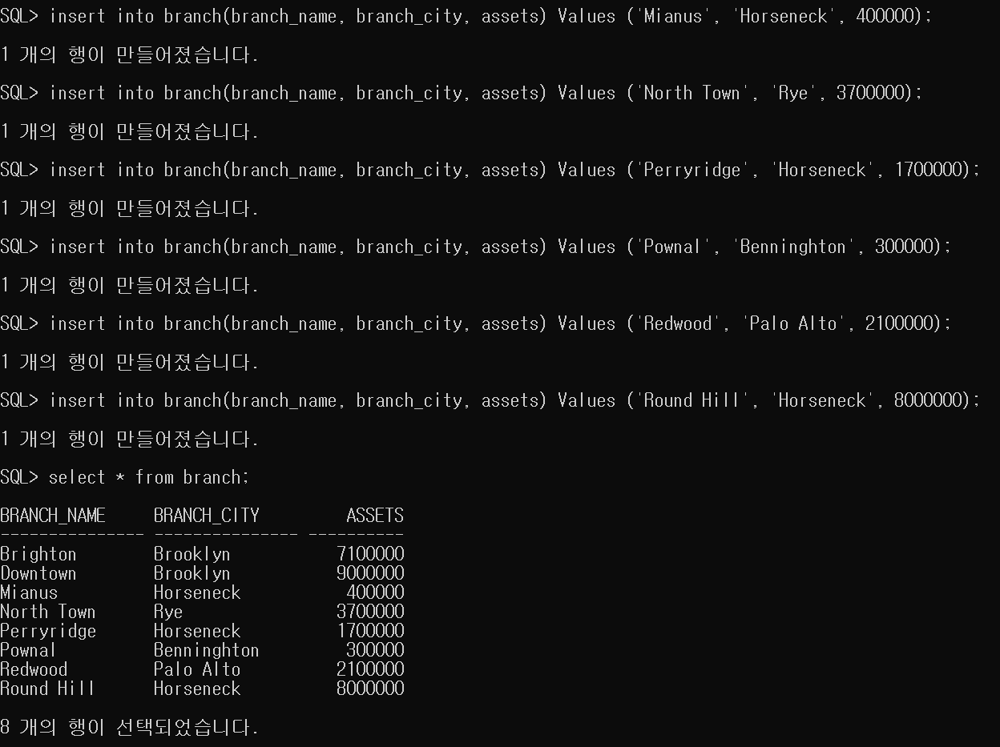 SQL> insert into branch(branch_name, branch_city, assets) Values ('Mianus', 'Horseneck', 400000);
1 개의 행이 만들어졌습니다.
SQL> insert into branch(branch_name, branch_city, assets) Values ('North Town', 'Rye', 3700000);
1 개의 행이 만들어졌습니다.
SQL> insert into branch(branch_name, branch_city, assets) Values ('Perryridge', 'Horseneck', 1700000);
1 개의 행이 만들어졌습니다.
SQL> insert into branch(branch_name, branch_city, assets) Values ('Pownal', 'Benninghton', 300000);
1 개의 행이 만들어졌습니다.
SQL> insert into branch(branch_name, branch_city, assets) Values ('Redwood', 'Palo Alto', 2100000);
1 개의 행이 만들어졌습니다.
SQL> insert into branch(branch_name, branch_city, assets) Values ('Round Hill', 'Horseneck', 8000000);
1 개의 행이 만들어졌습니다.
SQL> select * from branch;
BRANCH_NAME     BRANCH_CITY         ASSETS
--------------- --------------- ----------
Brighton        Brooklyn           7100000
Downtown        Brooklyn           9000000
Mianus          Horseneck           400000
North Town      Rye                3700000
Perryridge      Horseneck          1700000
Pownal          Benninghton         300000
Redwood         Palo Alto          2100000
Round Hill      Horseneck          8000000
8 개의 행이 선택되었습니다.